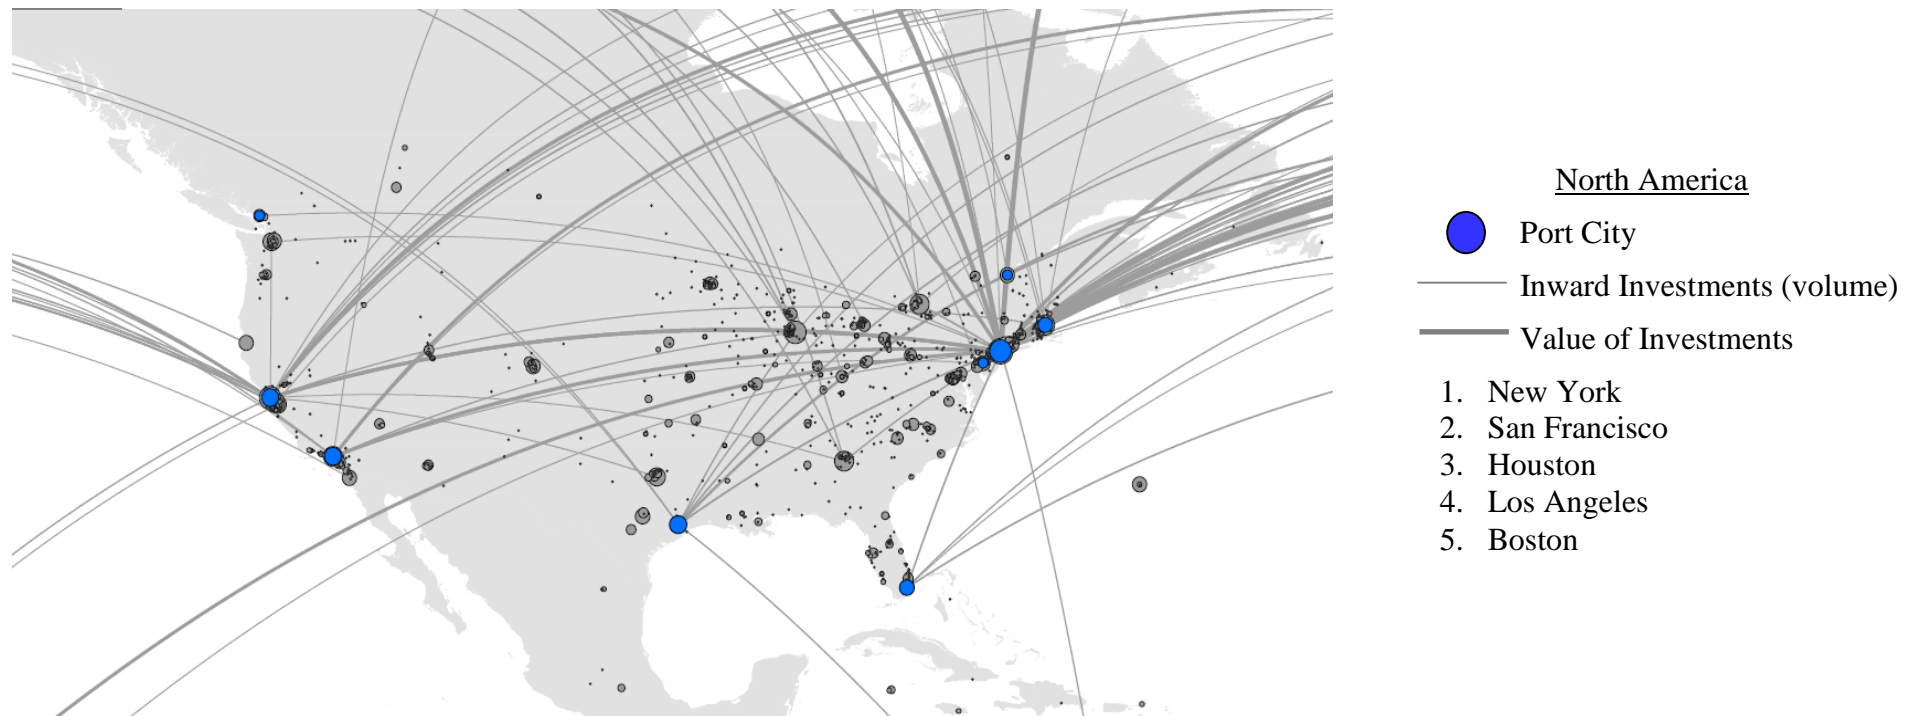 North America
Port City
Inward Investments (volume)
Value of Investments
1. New York
2. San Francisco
3. Houston
4. Los Angeles
5. Boston